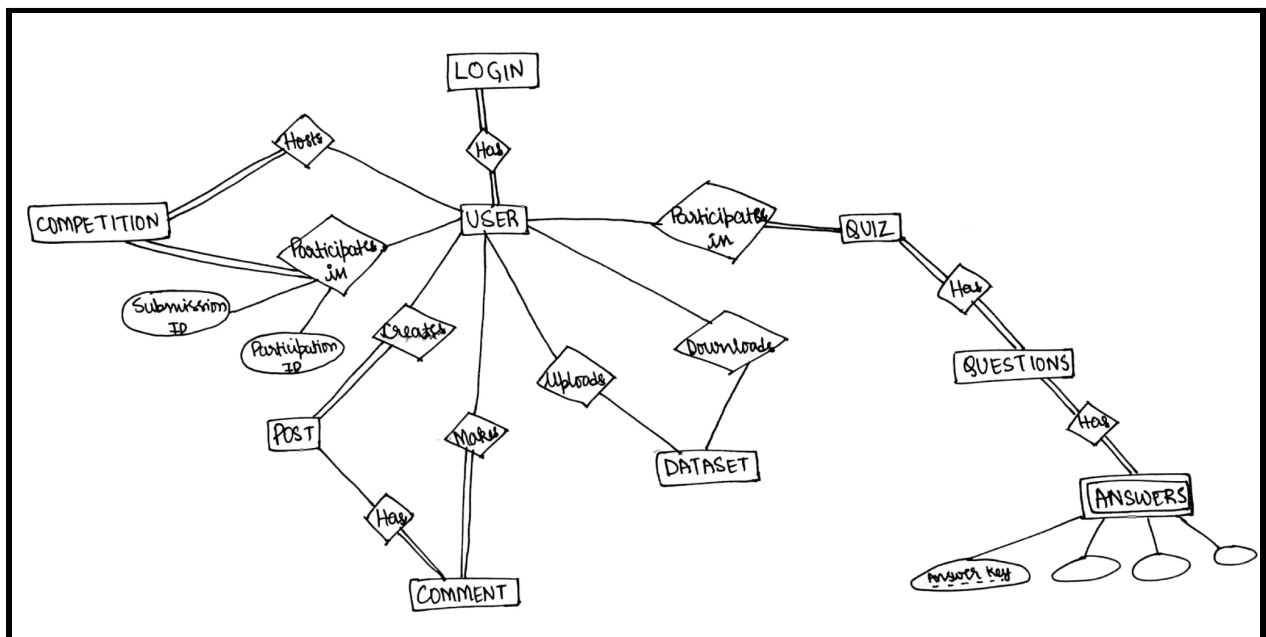 LOGIN
Hosts
Has
COMPETITION
USER
Participates
in
QUIZ
Participates
in
Has
Submission
ID
Creates
Downloads
Participation
ID
QUESTIONS
Uploads
POST
Makes
Has
DATASET
ANSWERS
Has
Answer Key
COMMENT